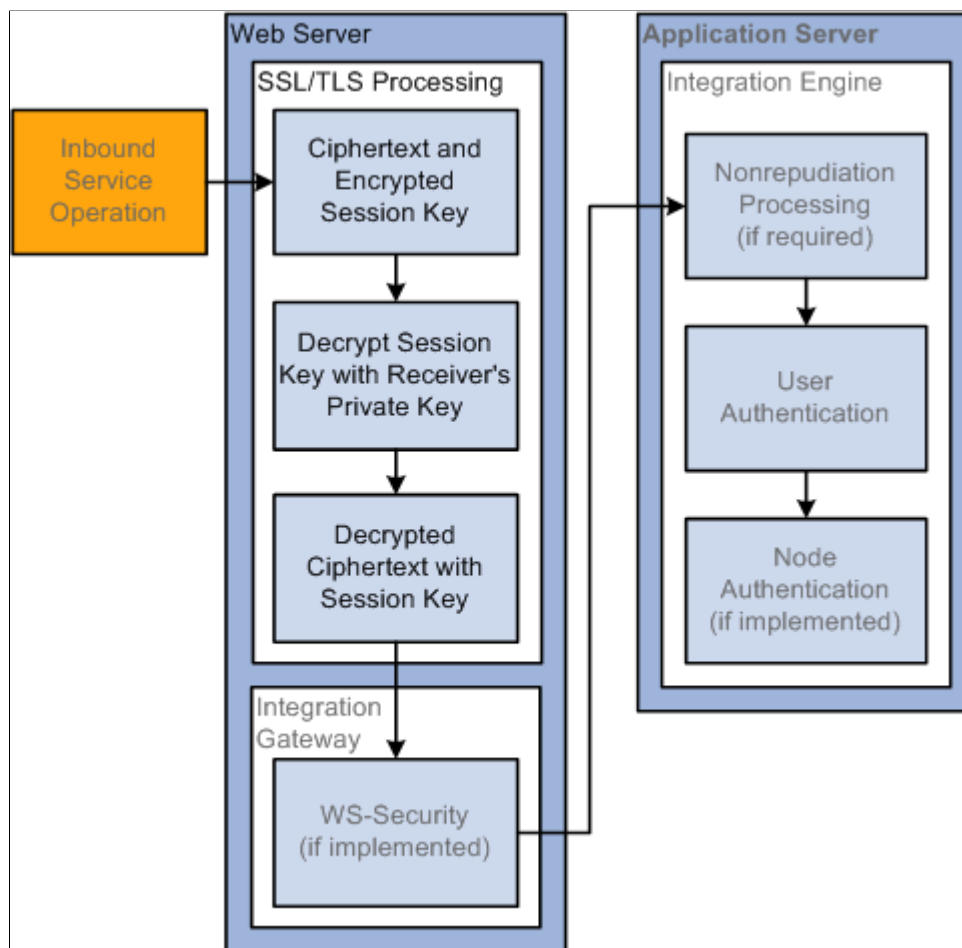 Web Server
SSL/TLS Processing
Inbound
Service
Operation
Ciphertext and
Encrypted
Session Key
Decrypt Session
Key with Receiver's
Private Key
Decrypted
Ciphertext with
Session Key
Integration
Gateway
WS-Security
(if implemented)
Application Server
Integration Engine
Nonrepudiation
Processing
(if required)
User
Authentication
Node
Authentication
(if implemented)